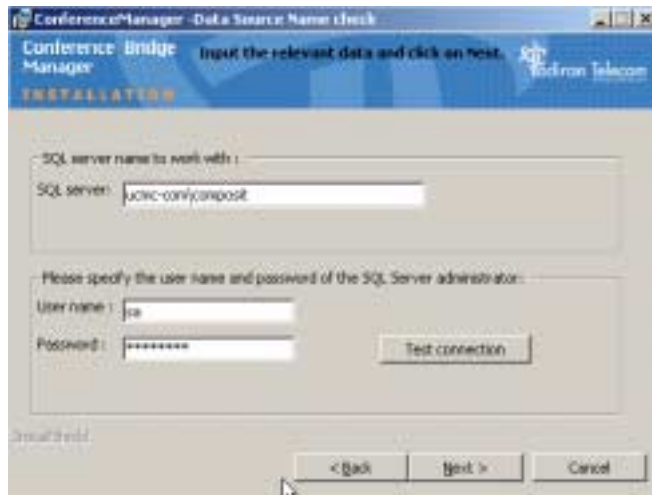 ConferenceManager -Data Source Name check
Conference Bridge Manager
Input the relevant data and click on Next.
Tadiran Telecom
INSTALLATION
SQL server name to work with :
SQL server:
ucmc-conf\composit
Please specify the user name and password of the SQL Server administrator:
User name :
sa
Password :
********
Test connection
InstallShield
< Back
Next >
Cancel